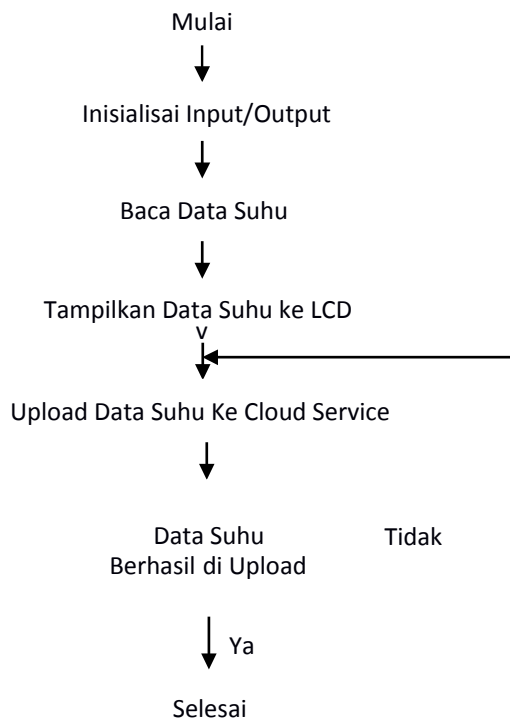 Mulai
Inisialisai Input/Output
Baca Data Suhu
Tampilkan Data Suhu ke LCD
v
Upload Data Suhu Ke Cloud Service
Data Suhu
Berhasil di Upload
Tidak
Ya
Selesai